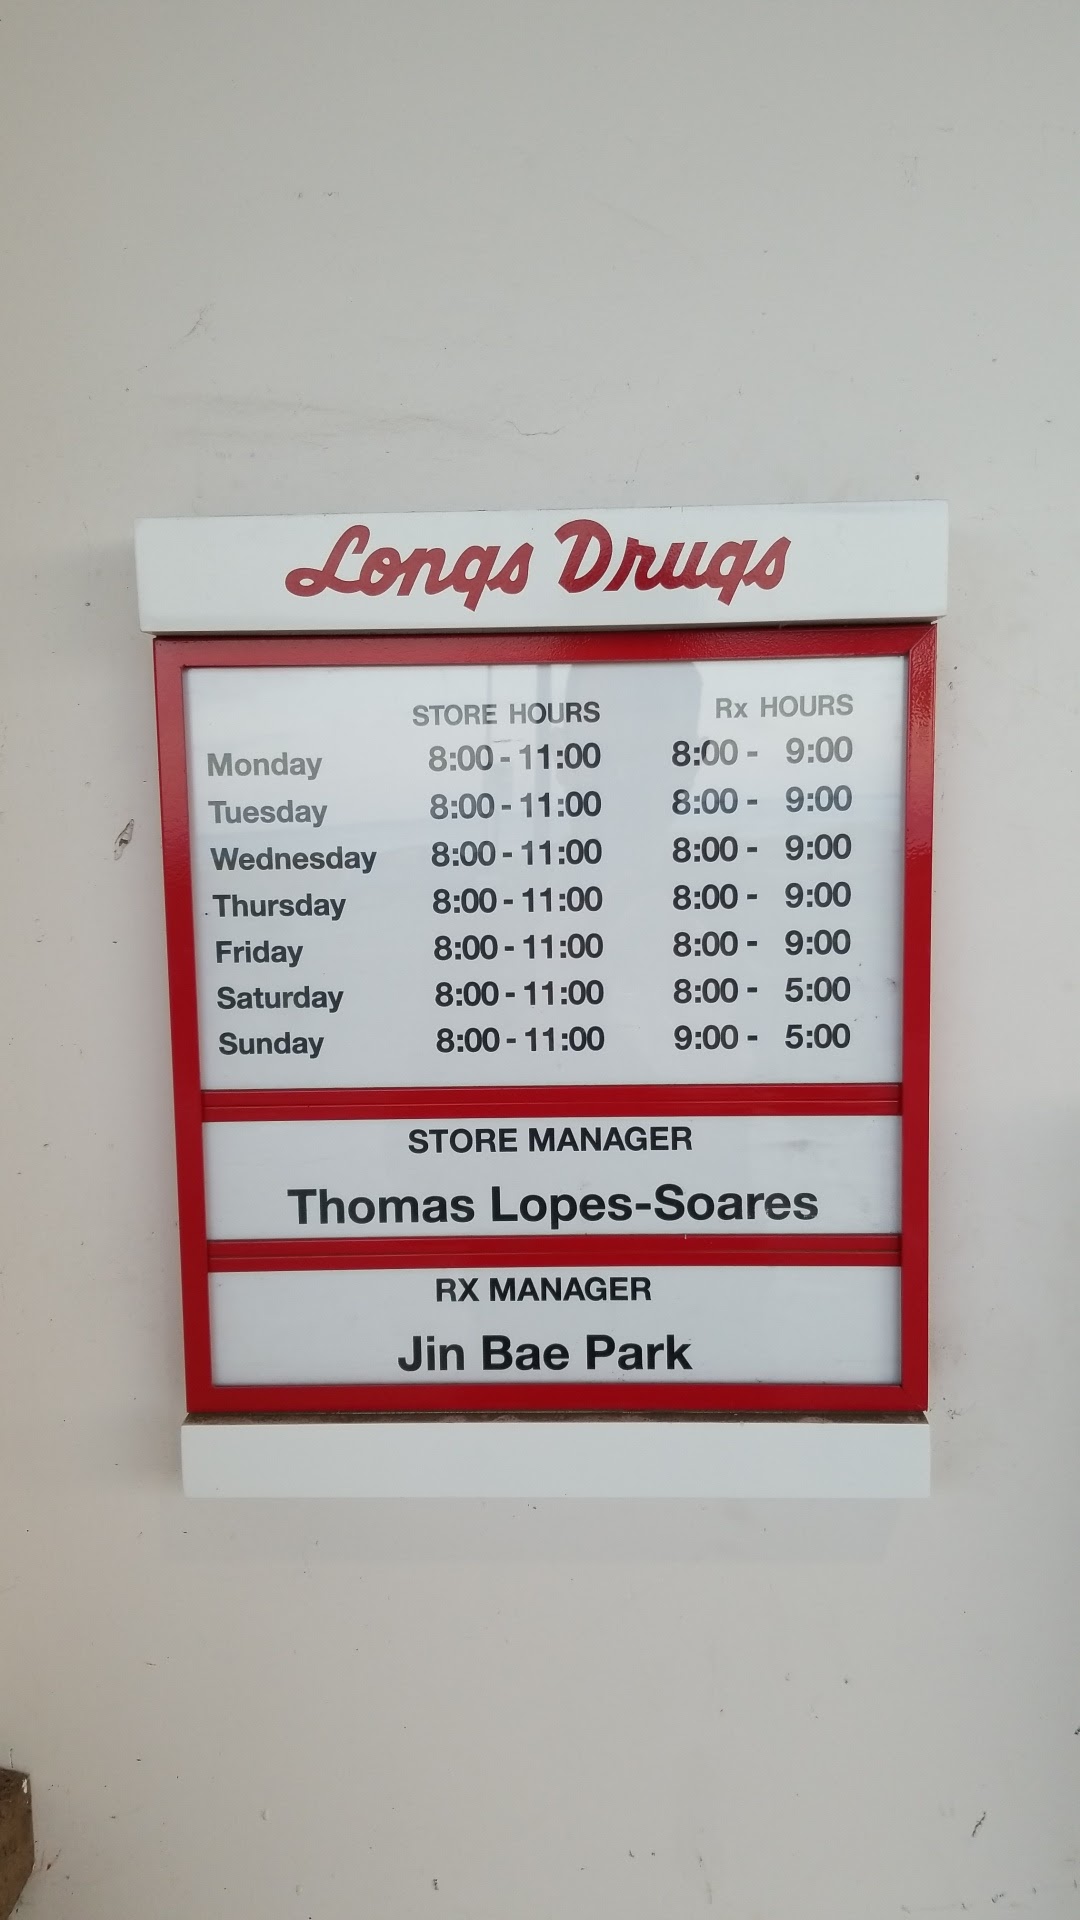 Longs Drugs
STORE HOURS Rx HOURS
Monday 8:00 - 11:00 8:00 - 9:00
Tuesday 8:00 - 11:00 8:00 - 9:00
Wednesday 8:00 - 11:00 8:00 - 9:00
Thursday 8:00 - 11:00 8:00 - 9:00
Friday 8:00 - 11:00 8:00 - 9:00
Saturday 8:00 - 11:00 8:00 - 5:00
Sunday 8:00 - 11:00 9:00 - 5:00
STORE MANAGER
Thomas Lopes-Soares
RX MANAGER
Jin Bae Park